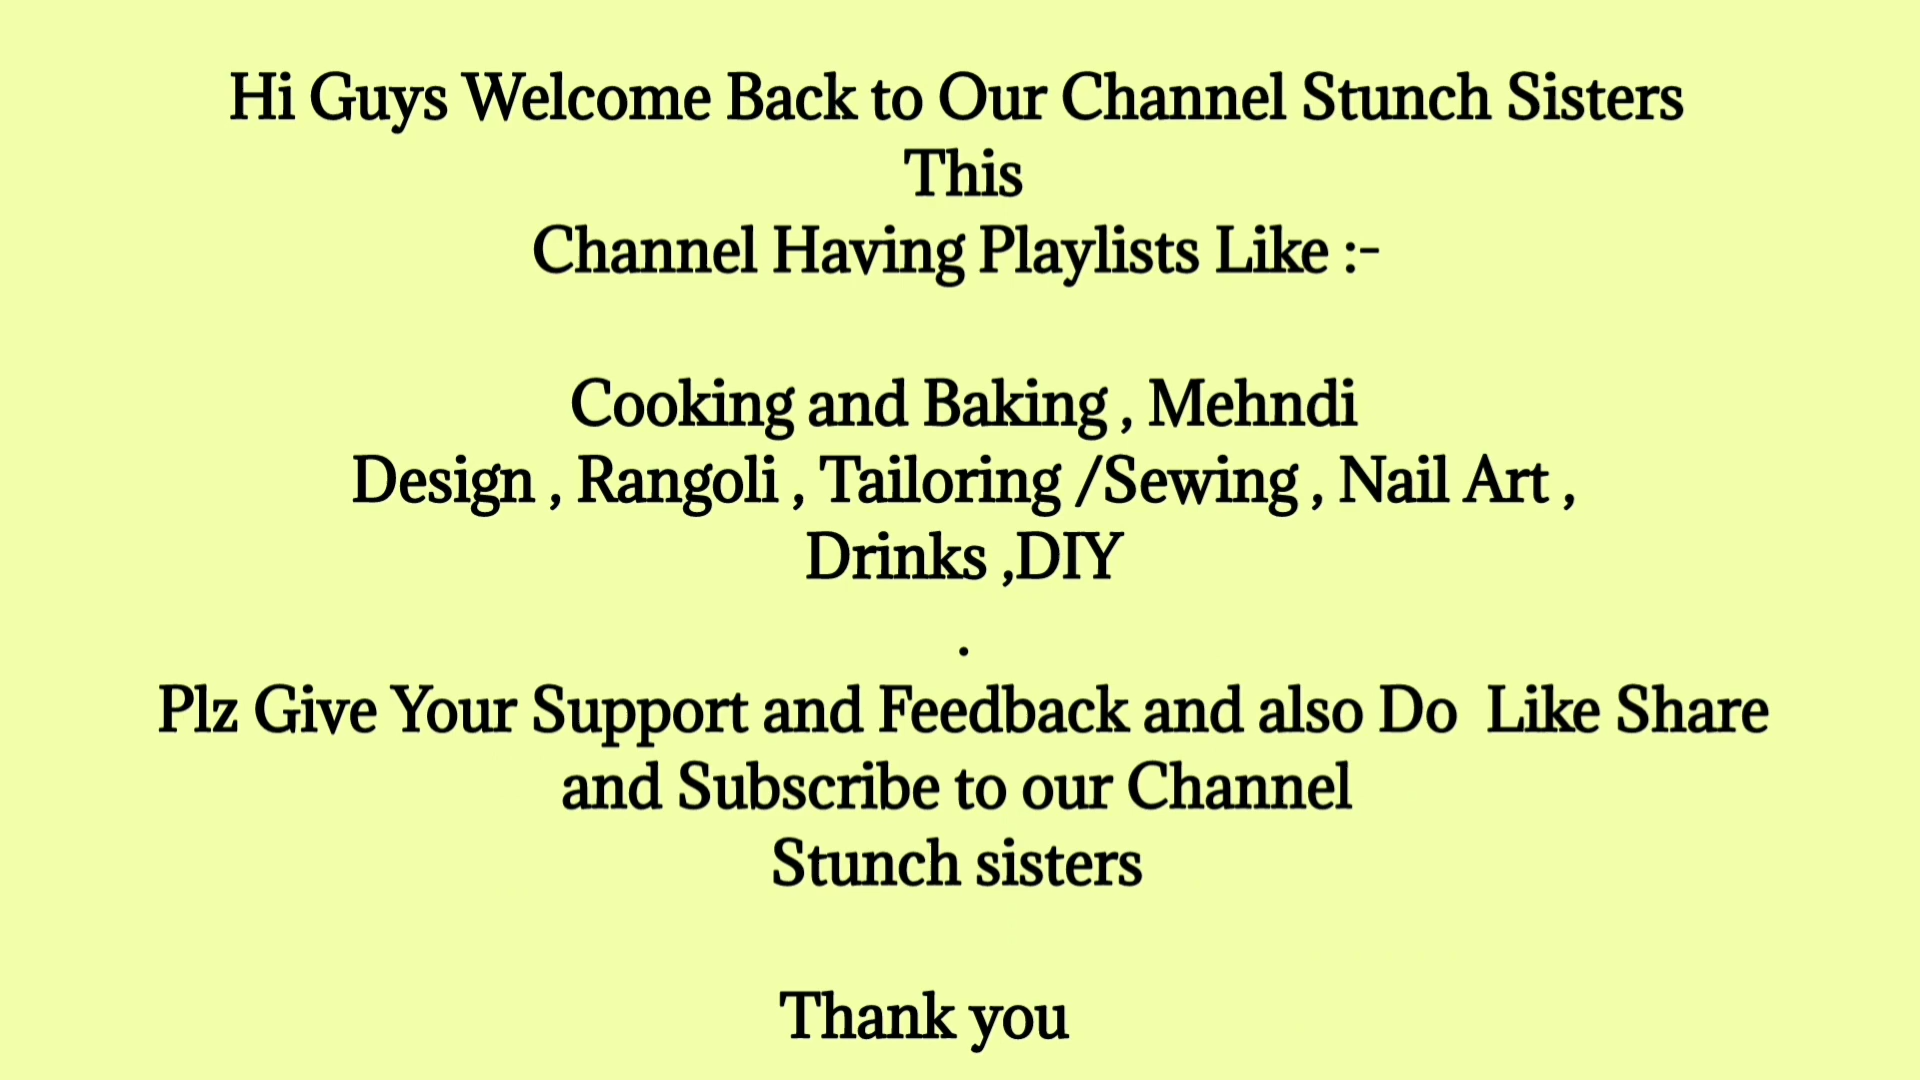 Hi Guys Welcome Back to Our Channel Stunch Sisters
This
Channel Having Playlists Like :-
Cooking and Baking , Mehndi
Design , Rangoli , Tailoring /Sewing , Nail Art ,
Drinks ,DIY
.
Plz Give Your Support and Feedback and also Do  Like Share
and Subscribe to our Channel
Stunch sisters
Thank you